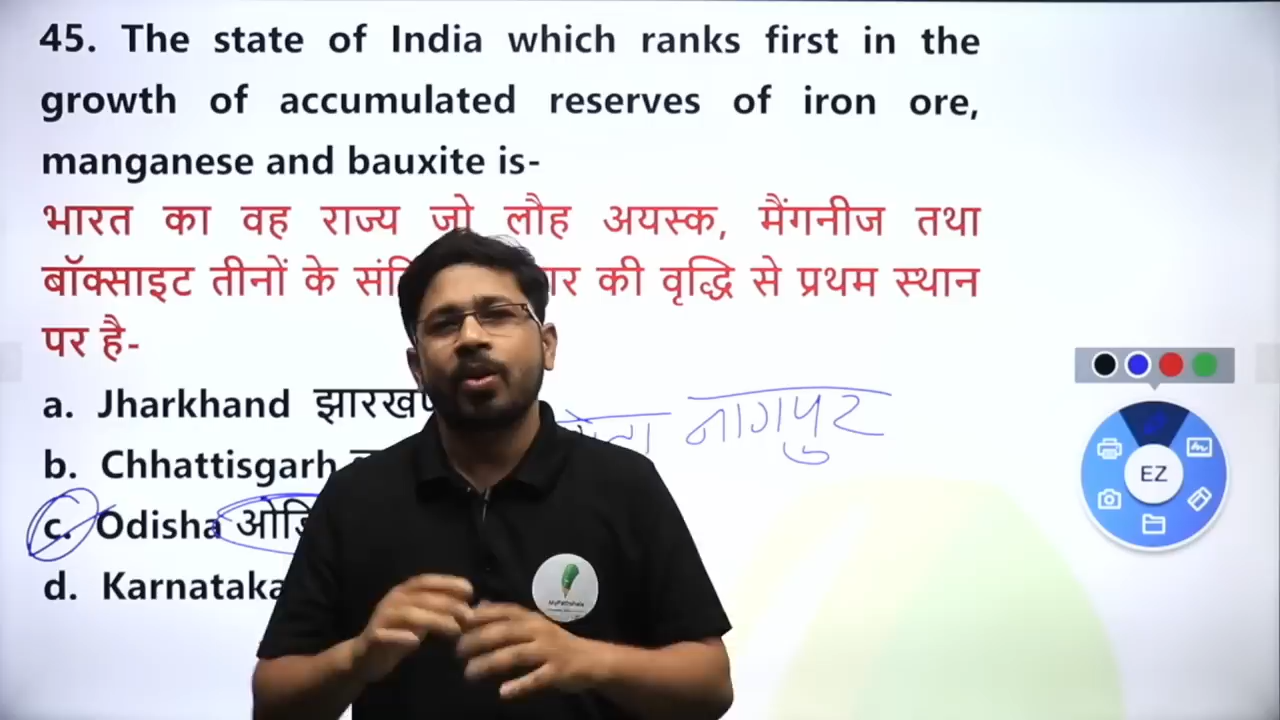 45. The state of India which ranks first in the
growth of accumulated reserves of iron ore,
manganese and bauxite is-
भारत का वह राज्य जो लौह अयस्क, मैंगनीज तथा
बॉक्साइट तीनों के की वृद्धि से प्रथम स्थान
पर है-
a. Jharkhand
नागपुर
b. Chhattisgarh
c. Odisha
d. Karnataka
EZ
MyPathshala